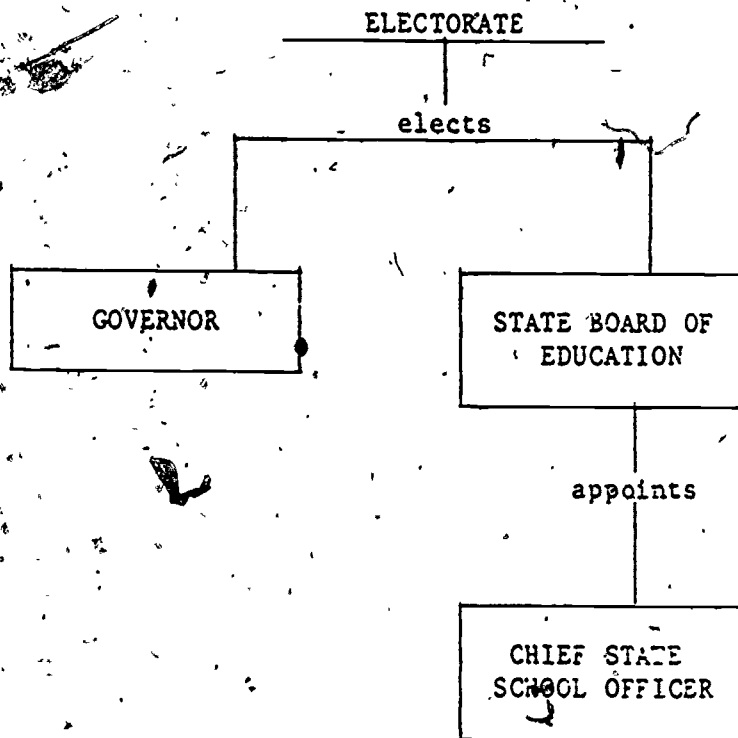 ELECTORATE
elects
GOVERNOR
STATE BOARD OF
EDUCATION
appoints
CHIEF STATE
SCHOOL OFFICER